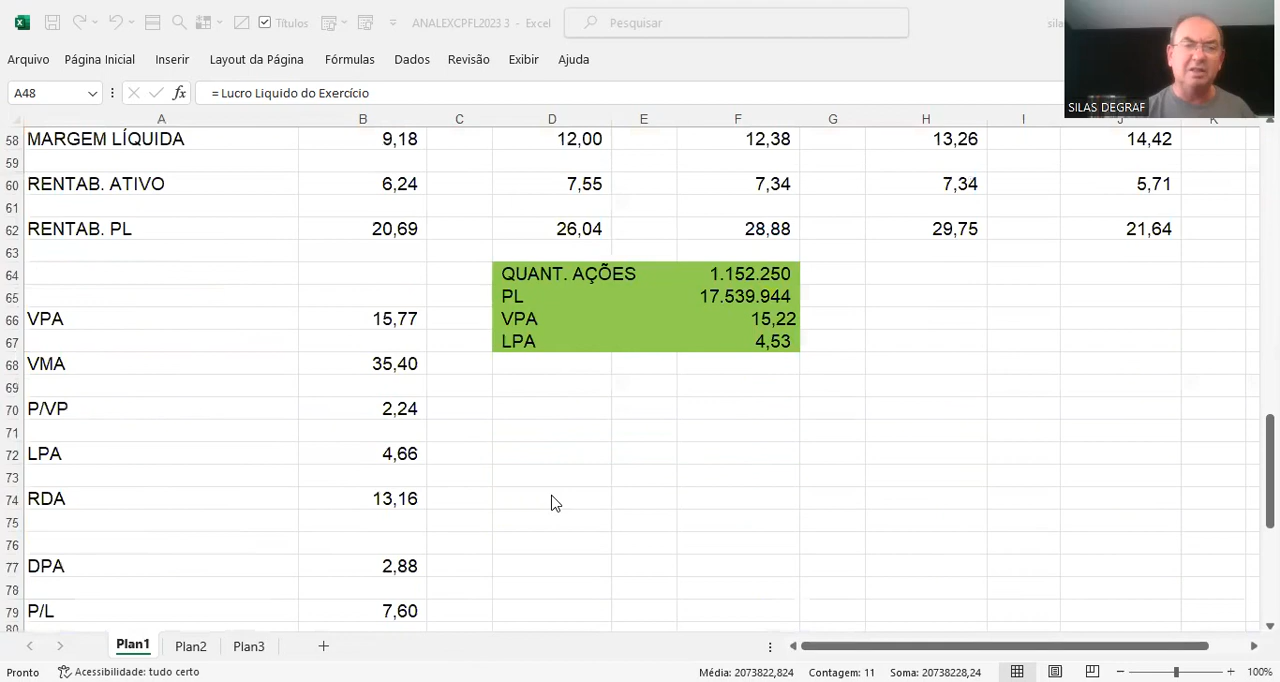 Títulos ANALEXCPFL2023 3 - Excel Pesquisar silas
SILAS DEGRAF
Arquivo Página Inicial Inserir Layout da Página Fórmulas Dados Revisão Exibir Ajuda
A48 fx = Lucro Liquido do Exercício
A B C D E F G H I J K
58 MARGEM LÍQUIDA 9,18 12,00 12,38 13,26 14,42
59
60 RENTAB. ATIVO 6,24 7,55 7,34 7,34 5,71
61
62 RENTAB. PL 20,69 26,04 28,88 29,75 21,64
63
64 QUANT. AÇÕES 1.152.250
65 PL 17.539.944
66 VPA 15,77 VPA 15,22
67 LPA 4,53
68 VMA 35,40
69
70 P/VP 2,24
71
72 LPA 4,66
73
74 RDA 13,16
75
76
77 DPA 2,88
78
79 P/L 7,60
80
Plan1 Plan2 Plan3
Pronto Acessibilidade: tudo certo Média: 2073822,824 Contagem: 11 Soma: 20738228,24 100%